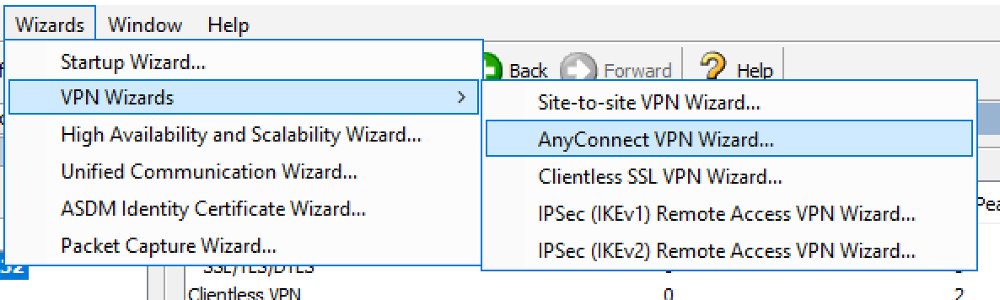 Wizards Window Help
Startup Wizard...
Back Forward Help
VPN Wizards
Site-to-site VPN Wizard...
High Availability and Scalability Wizard...
AnyConnect VPN Wizard...
Unified Communication Wizard...
Clientless SSL VPN Wizard...
ASDM Identity Certificate Wizard...
IPSec (IKEv1) Remote Access VPN Wizard...
Packet Capture Wizard...
IPSec (IKEv2) Remote Access VPN Wizard...
SSL/TLS/DTLS
Clientless VPN 0 2